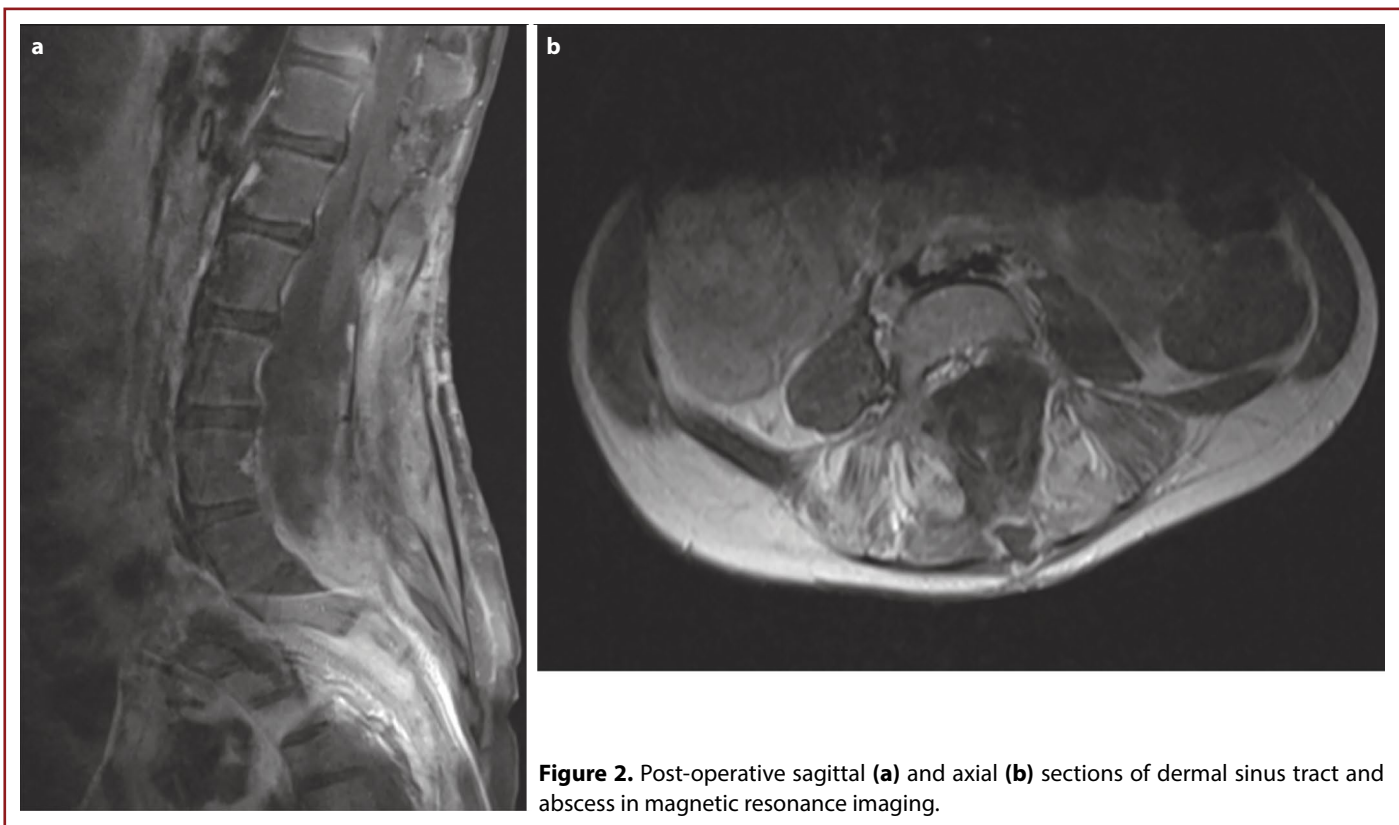 a
b
Figure 2. Post-operative sagittal (a) and axial (b) sections of dermal sinus tract and
abscess in magnetic resonance imaging.